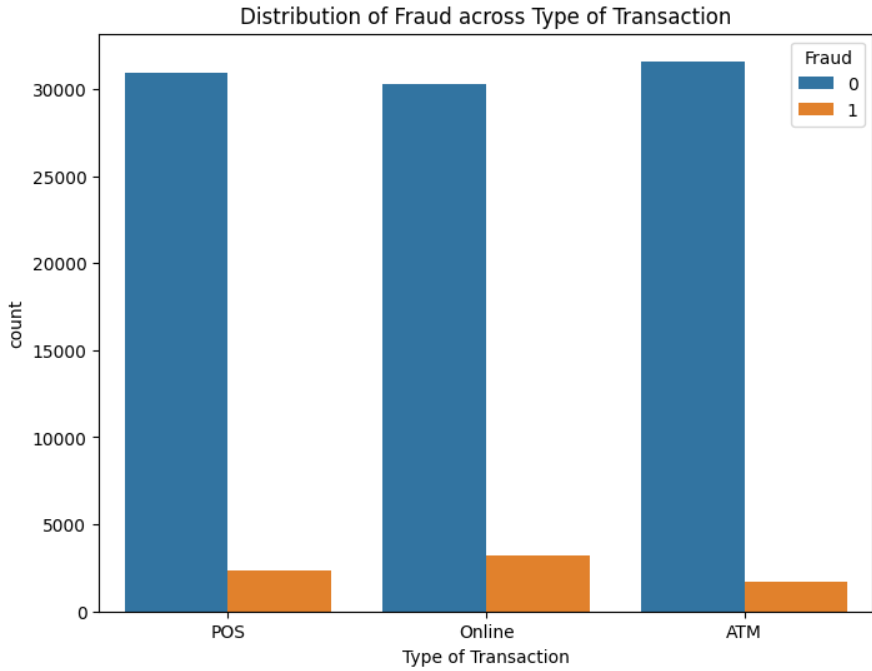 Distribution of Fraud across Type of Transaction
Fraud
0
1
30000
25000
20000
15000
10000
5000
0
count
POS Online ATM
Type of Transaction